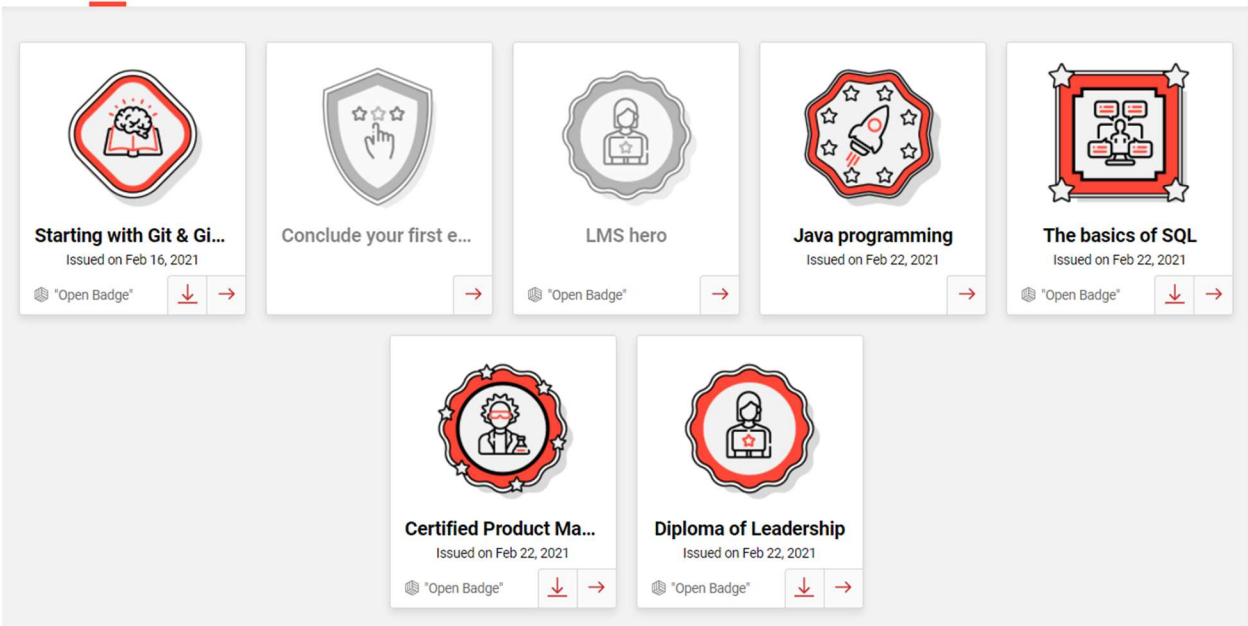 Starting with Git & Gi...
Issued on Feb 16, 2021
"Open Badge"
Conclude your first e...
LMS hero
"Open Badge"
Java programming
Issued on Feb 22, 2021
The basics of SQL
Issued on Feb 22, 2021
"Open Badge"
Certified Product Ma...
Issued on Feb 22, 2021
"Open Badge"
Diploma of Leadership
Issued on Feb 22, 2021
"Open Badge"